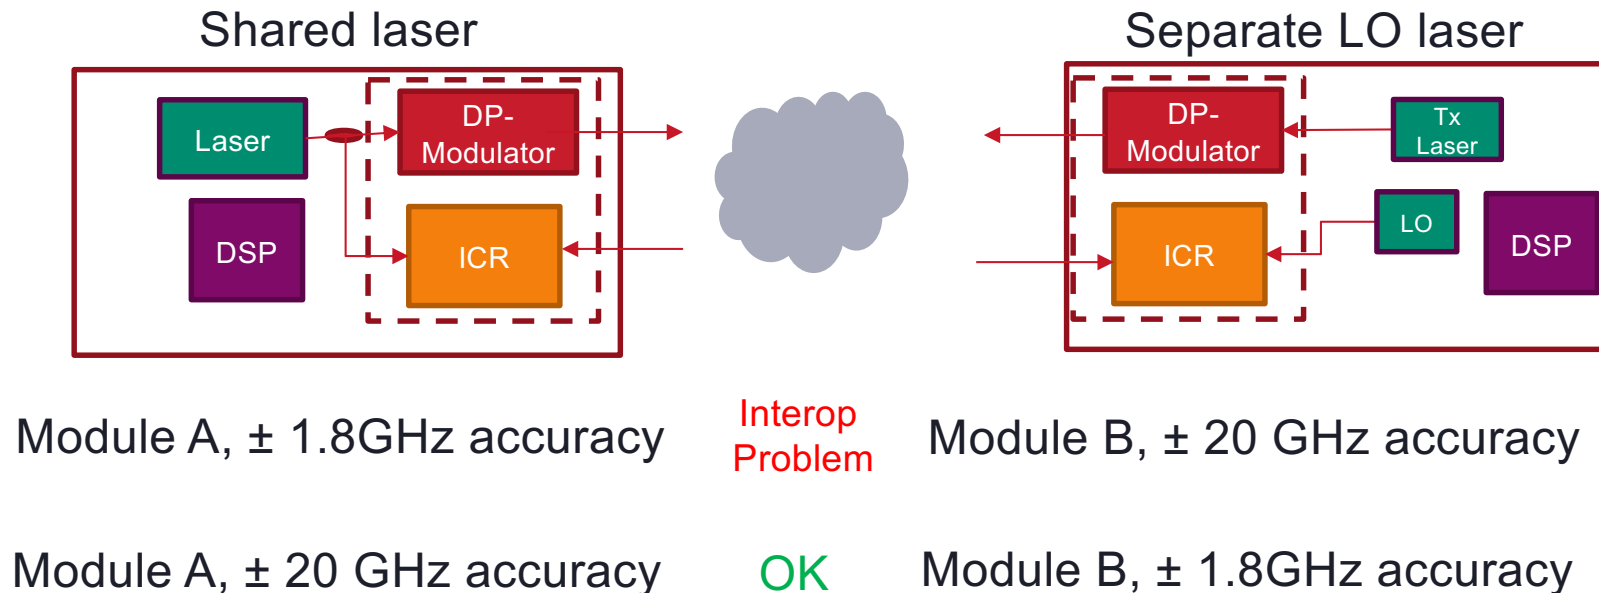 Shared laser
Separate LO laser
Laser
DP-
Modulator
DSP
ICR
DP-
Modulator
Tx
Laser
ICR
LO
DSP
Module A, ± 1.8GHz accuracy
Interop
Problem
Module B, ± 20 GHz accuracy
Module A, ± 20 GHz accuracy
OK
Module B, ± 1.8GHz accuracy